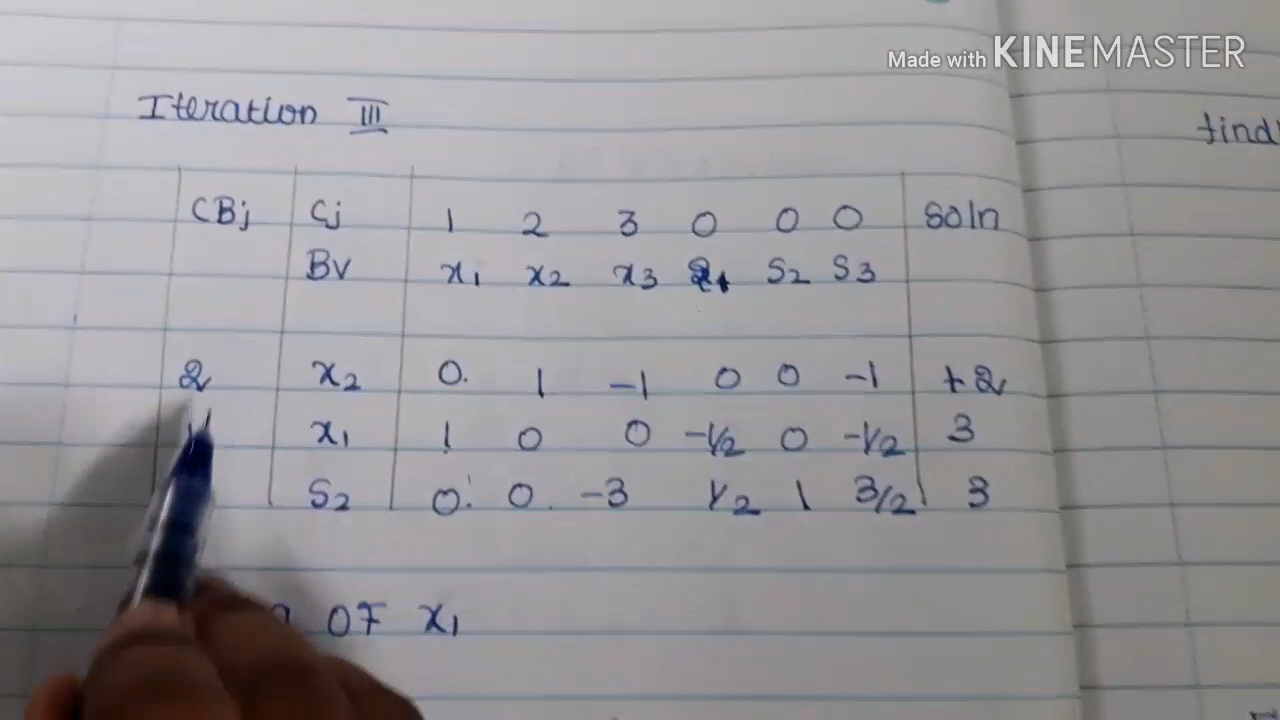 Made with KINEMASTER
Iteration III
find
CBj Cj 1 2 3 0 0 0 Soln
BV x1 x2 x3 S2 S3
2 x2 0. 1 -1 0 0 -1 +2
x1 1 0 0 -1/2 0 -1/2 3
S2 0. 0. -3 1/2 1 3/2 3
OF x1